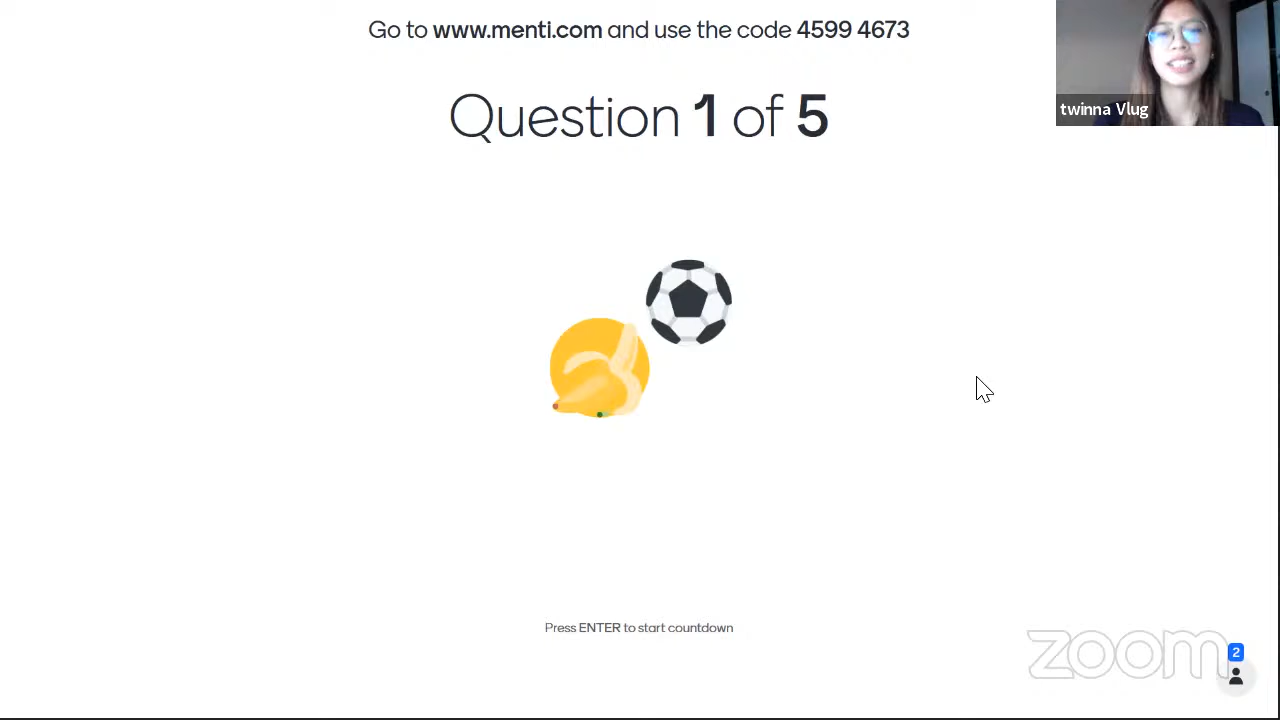 Go to www.menti.com and use the code 4599 4673
twinna Vlug
Question 1 of 5
Press ENTER to start countdown
zoom
2